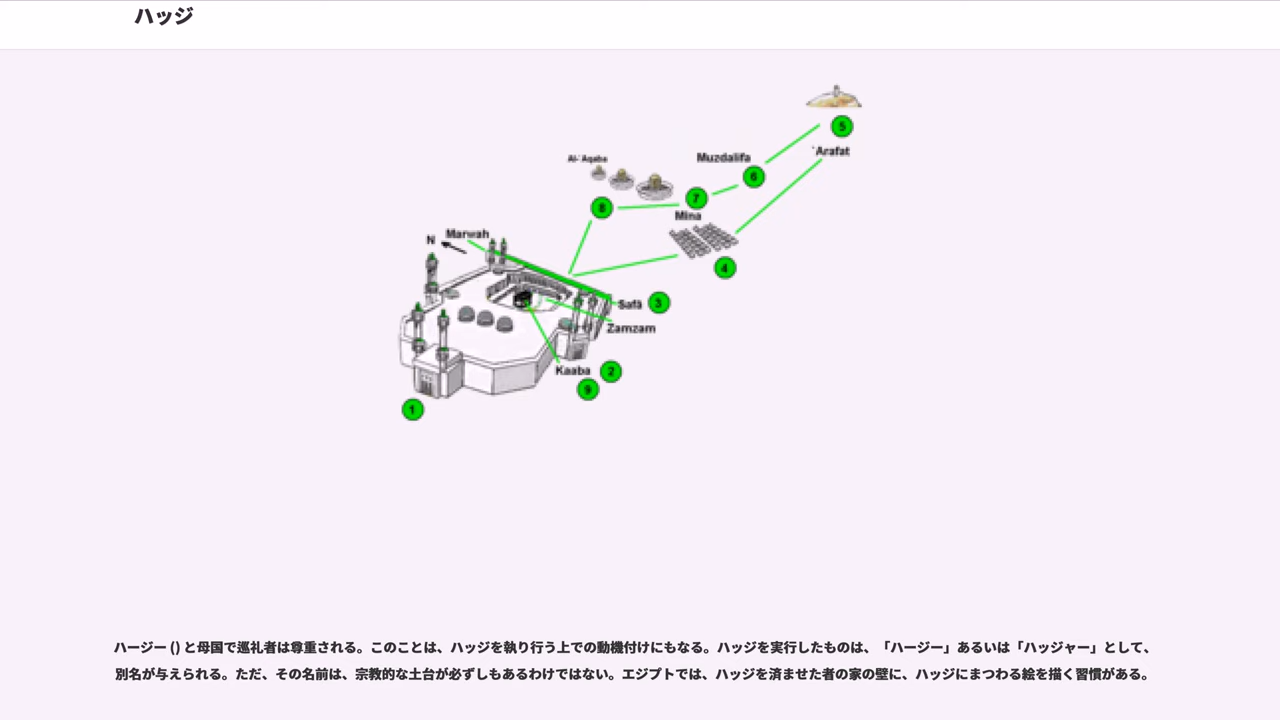 ハッジ
5
Al-`Aqaba
Muzdalifa
`Arafat
6
7
8
Mina
N
Marwah
4
Safà
3
Zamzam
Kaaba
2
9
1
ハージー () と母国で巡礼者は尊重される。このことは、ハッジを執り行う上での動機付けにもなる。ハッジを実行したものは、「ハージー」あるいは「ハッジャー」として、
別名が与えられる。ただ、その名前は、宗教的な土台が必ずしもあるわけではない。エジプトでは、ハッジを済ませた者の家の壁に、ハッジにまつわる絵を描く習慣がある。